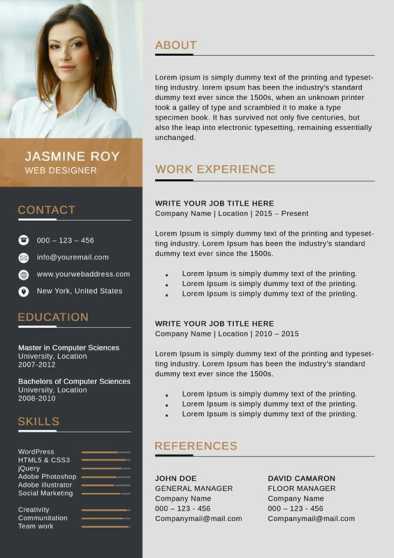 JASMINE ROY
WEB DESIGNER
CONTACT
000 – 123 – 456
info@youremail.com
www.yourwebaddress.com
New York, United States
EDUCATION
Master in Computer Sciences
University, Location
2007-2012
Bachelors of Computer Sciences
University, Location
2008-2010
SKILLS
WordPress
HTML5 & CSS3
jQuery
Adobe Photoshop
Adobe illustrator
Social Marketing
Creativity
Communitation
Team work
ABOUT
Lorem ipsum is simply dummy text of the printing and typeset-
ting industry. lorem ipsum has been the industry's standard
dummy text ever since the 1500s, when an unknown printer
took a galley of type and scrambled it to make a type
specimen book. It has survived not only five centuries, but
also the leap into electronic typesetting, remaining essentially
unchanged.
WORK EXPERIENCE
WRITE YOUR JOB TITLE HERE
Company Name | Location | 2015 – Present
Lorem Ipsum is simply dummy text of the printing and typeset-
ting industry. Lorem Ipsum has been the industry's standard
dummy text ever since the 1500s.
• Lorem Ipsum is simply dummy text of the printing.
• Lorem Ipsum is simply dummy text of the printing.
• Lorem Ipsum is simply dummy text of the printing.
WRITE YOUR JOB TITLE HERE
Company Name | Location | 2010 – 2015
Lorem Ipsum is simply dummy text of the printing and typeset-
ting industry. Lorem Ipsum has been the industry's standard
dummy text ever since the 1500s.
• Lorem Ipsum is simply dummy text of the printing.
• Lorem Ipsum is simply dummy text of the printing.
• Lorem Ipsum is simply dummy text of the printing.
REFERENCES
JOHN DOE
GENERAL MANAGER
Company Name
000 – 123 - 456
Companymail@mail.com
DAVID CAMARON
FLOOR MANAGER
Company Name
000 – 123 - 456
Companymail@mail.com